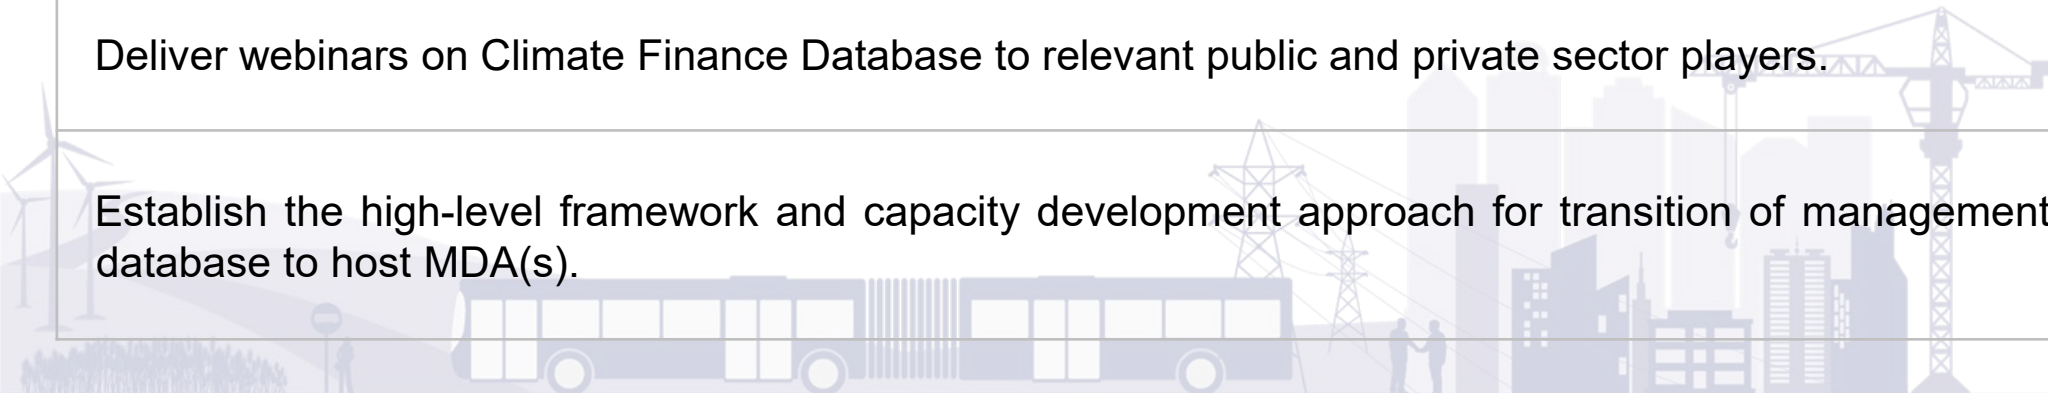 Deliver webinars on Climate Finance Database to relevant public and private sector players.
Establish the high-level framework and capacity development approach for transition of management
database to host MDA(s).